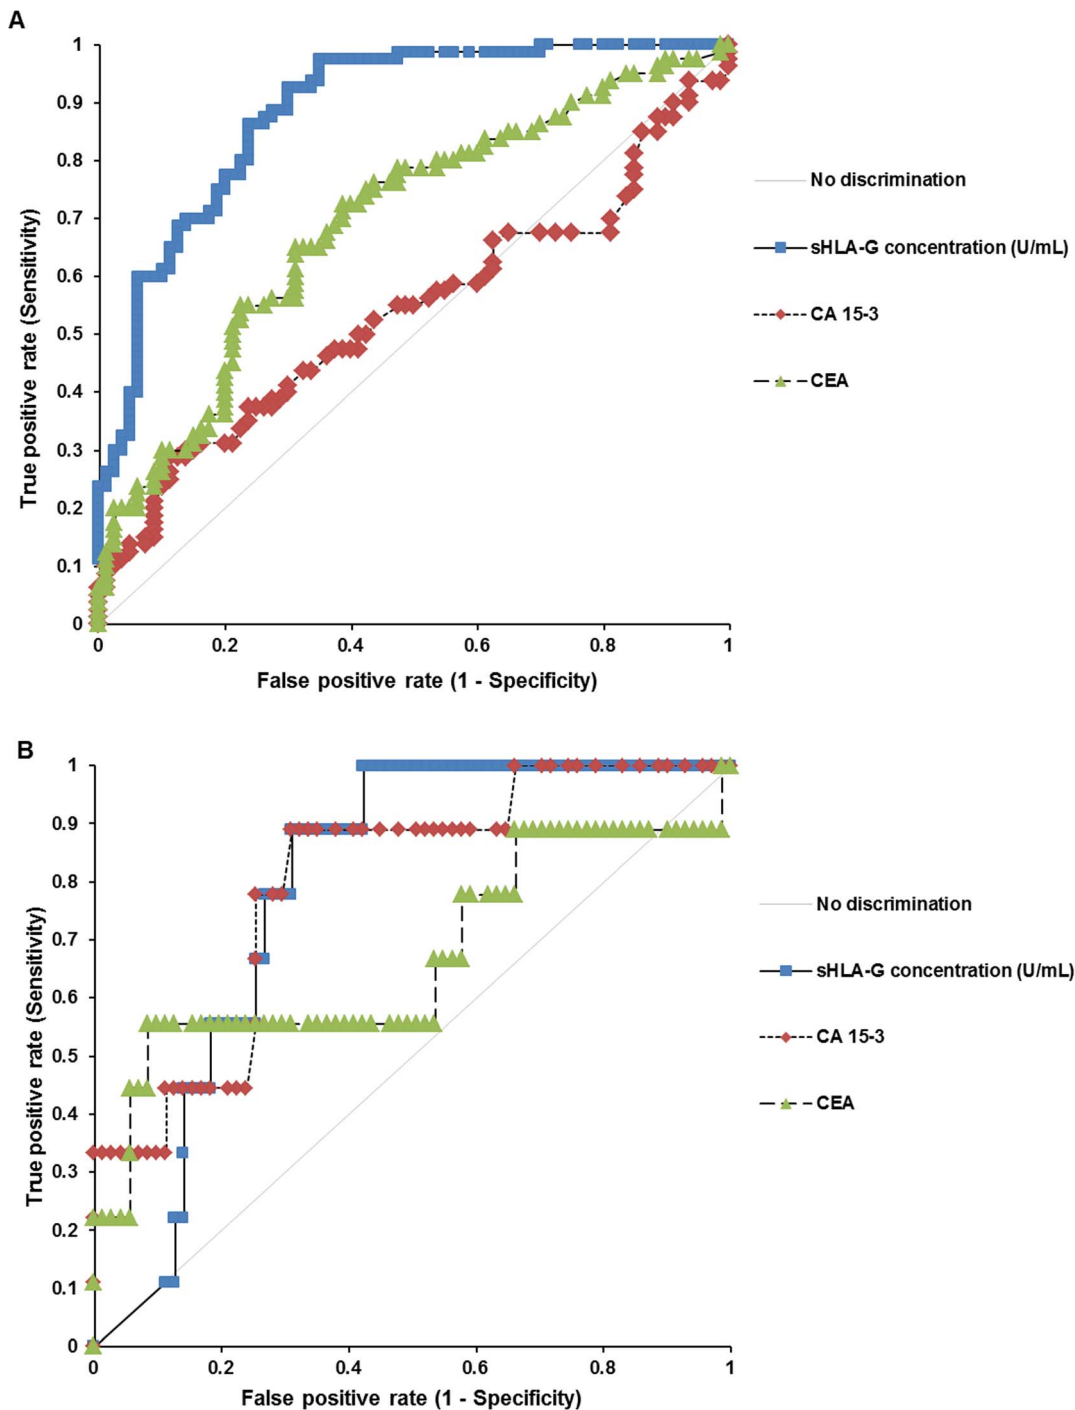 A
1
0.9
0.8
0.7
0.6
0.5
0.4
0.3
0.2
0.1
0
True positive rate (Sensitivity)
0 0.2 0.4 0.6 0.8 1
False positive rate (1 - Specificity)
No discrimination
sHLA-G concentration (U/mL)
CA 15-3
CEA
B
1
0.9
0.8
0.7
0.6
0.5
0.4
0.3
0.2
0.1
0
True positive rate (Sensitivity)
0 0.2 0.4 0.6 0.8 1
False positive rate (1 - Specificity)
No discrimination
sHLA-G concentration (U/mL)
CA 15-3
CEA